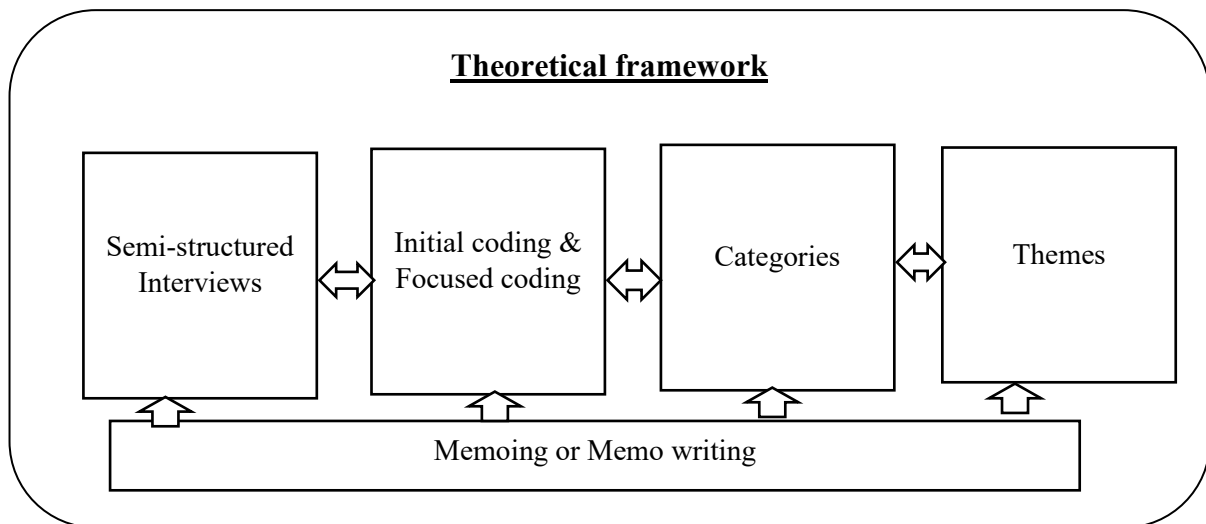 Theoretical framework
Semi-structured
Interviews
Initial coding &
Focused coding
Categories
Themes
Memoing or Memo writing